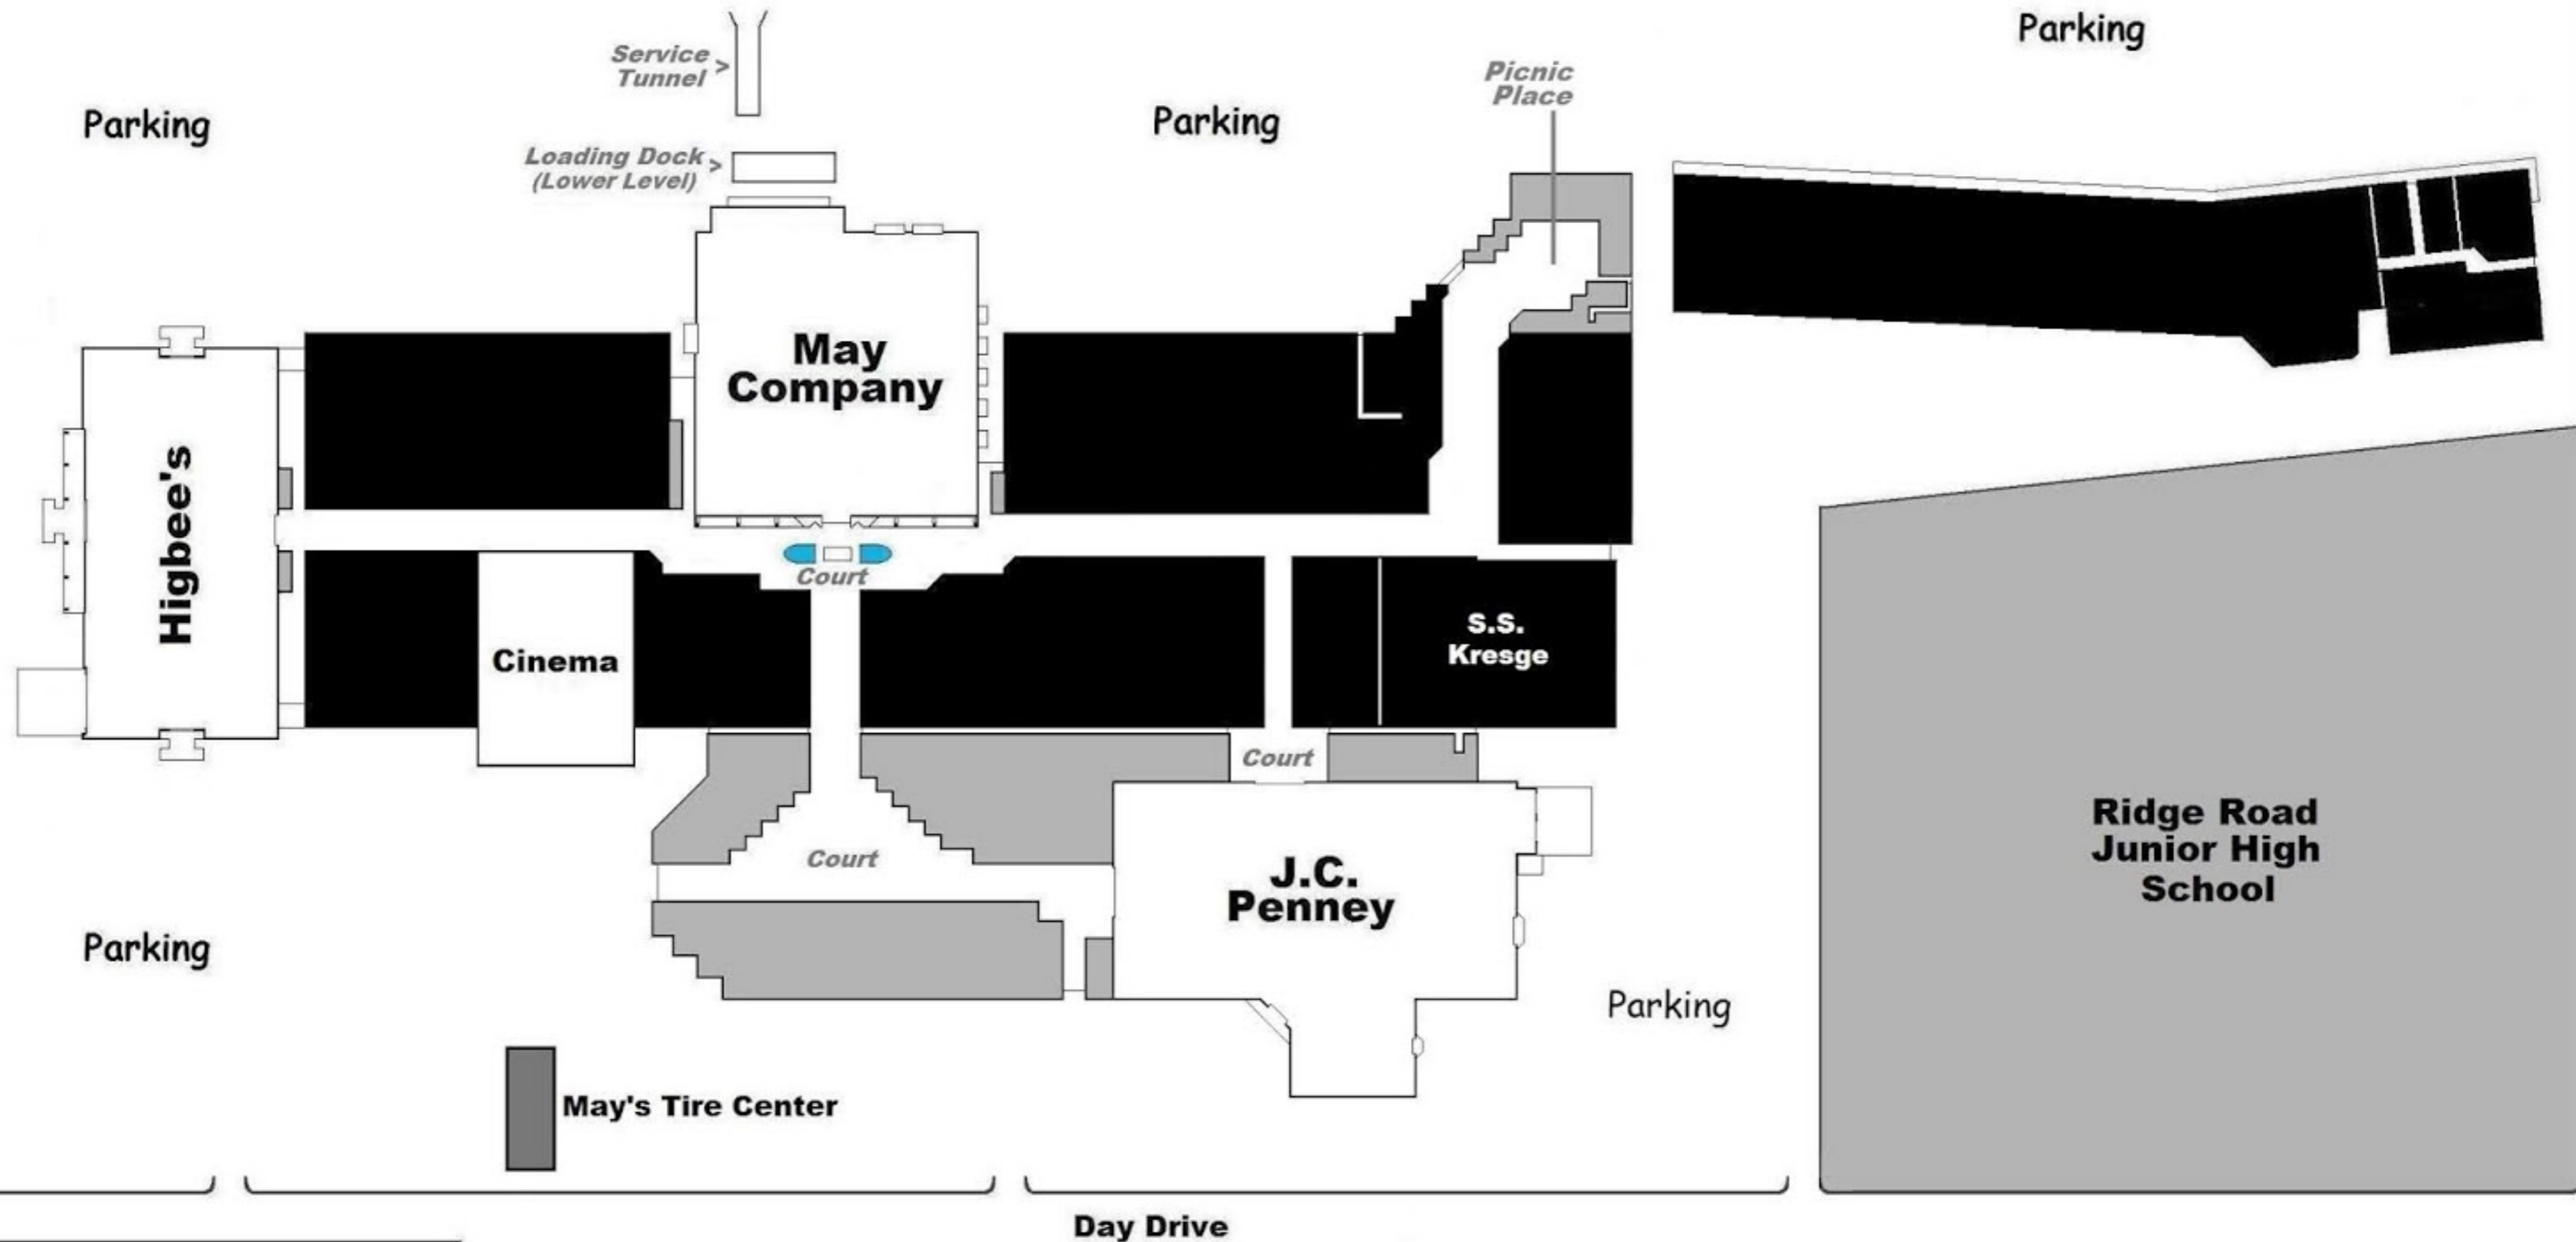 Parking
Service
Tunnel >
Picnic
Place
Parking
Parking
Loading Dock >
(Lower Level)
May
Company
Higbee's
Court
Cinema
S.S.
Kresge
Court
Court
J.C.
Penney
Ridge Road
Junior High
School
Parking
Parking
May's Tire Center
Day Drive